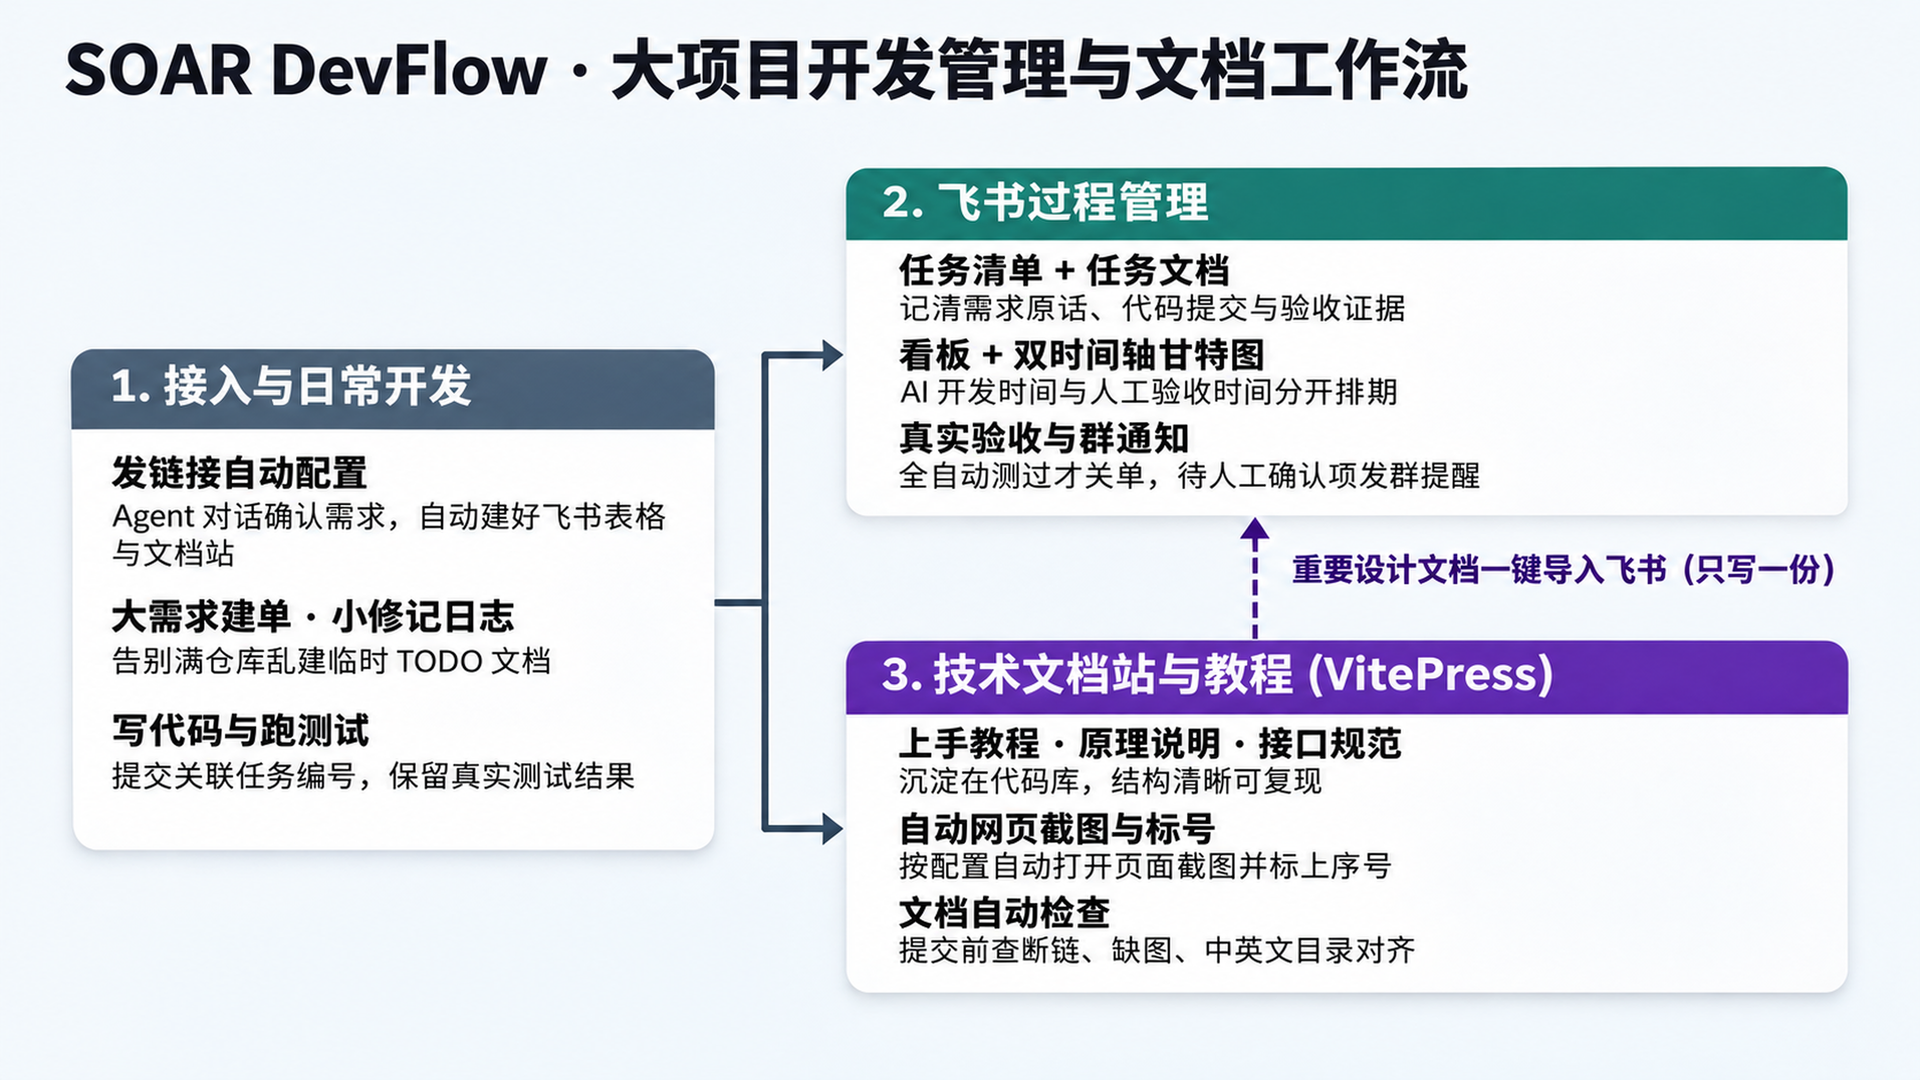 SOAR DevFlow · 大项目开发管理与文档工作流
1. 接入与日常开发
发链接自动配置
Agent 对话确认需求，自动建好飞书表格
与文档站
大需求建单 · 小修记日志
告别满仓库乱建临时 TODO 文档
写代码与跑测试
提交关联任务编号，保留真实测试结果
2. 飞书过程管理
任务清单 + 任务文档
记清需求原话、代码提交与验收证据
看板 + 双时间轴甘特图
AI 开发时间与人工验收时间分开排期
真实验收与群通知
全自动测过才关单，待人工确认项发群提醒
重要设计文档一键导入飞书 (只写一份)
3. 技术文档站与教程 (VitePress)
上手教程 · 原理说明 · 接口规范
沉淀在代码库，结构清晰可复现
自动网页截图与标号
按配置自动打开页面截图并标上序号
文档自动检查
提交前查断链、缺图、中英文目录对齐